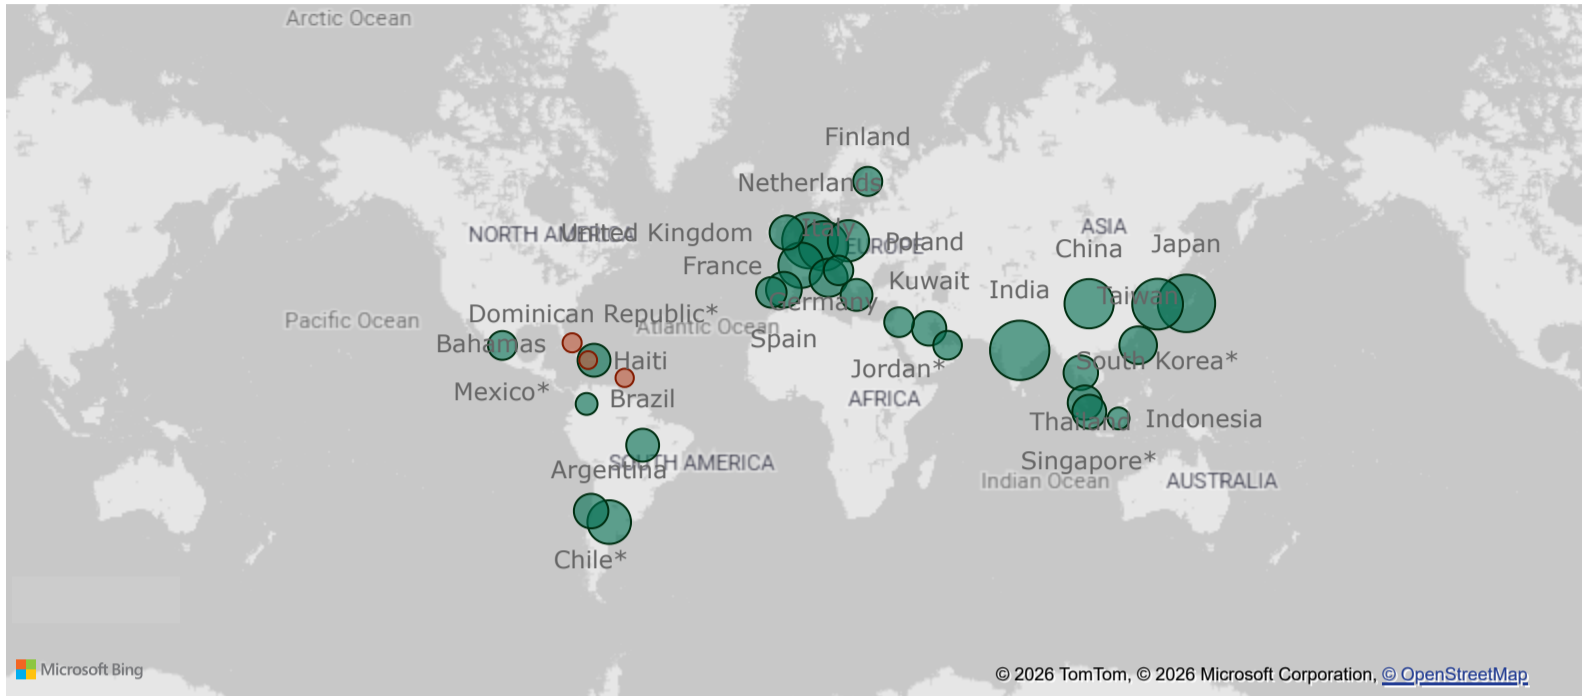 Arctic Ocean
Finland
Netherlands
NORTH AMERICA
United Kingdom
Italy
EUROPE
Poland
ASIA
China
Japan
France
Kuwait
India
Taiwan
Germany
Pacific Ocean
Dominican Republic*
Atlantic Ocean
Bahamas
Spain
Haiti
Jordan*
South Korea*
Mexico*
Brazil
AFRICA
Thailand
Indonesia
Argentina
SOUTH AMERICA
Singapore*
Indian Ocean
AUSTRALIA
Chile*
Microsoft Bing
© 2026 TomTom, © 2026 Microsoft Corporation, © OpenStreetMap